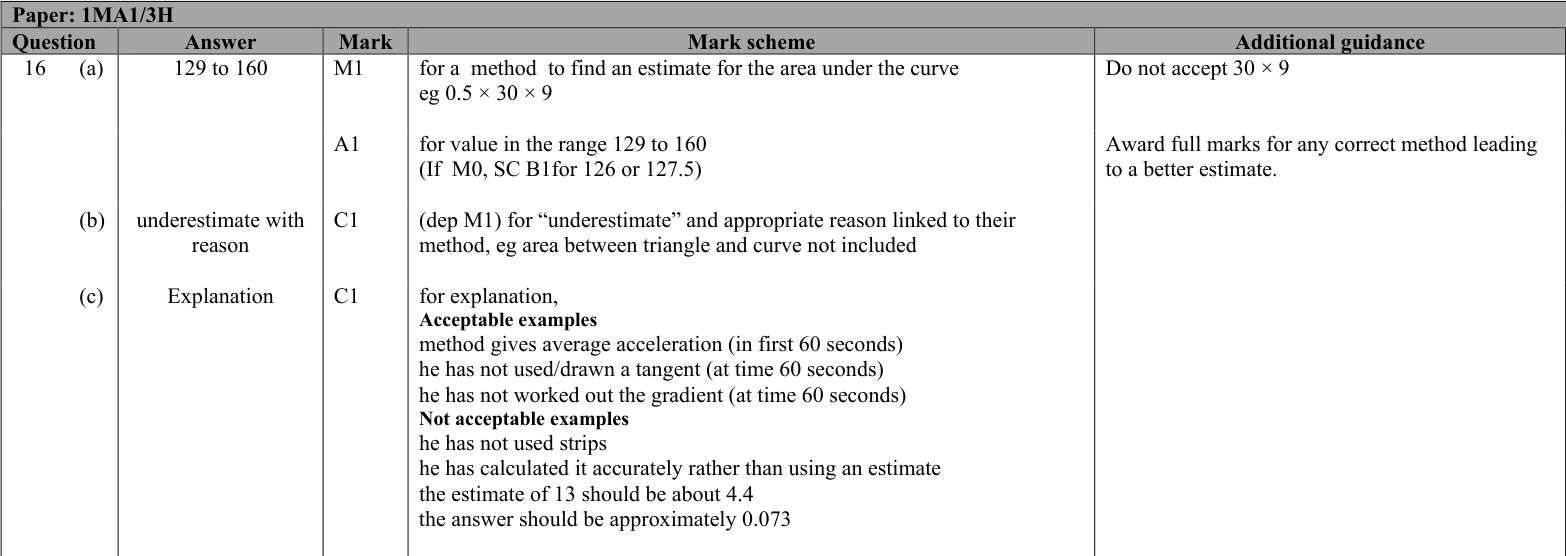 Paper: 1MA1/3H
Question Answer Mark Mark scheme Additional guidance
16 (a) 129 to 160 M1 for a method to find an estimate for the area under the curve Do not accept 30 × 9
eg 0.5 × 30 × 9
A1 for value in the range 129 to 160 Award full marks for any correct method leading
(If M0, SC B1for 126 or 127.5) to a better estimate.
(b) underestimate with C1 (dep M1) for “underestimate” and appropriate reason linked to their
reason method, eg area between triangle and curve not included
(c) Explanation C1 for explanation,
Acceptable examples
method gives average acceleration (in first 60 seconds)
he has not used/drawn a tangent (at time 60 seconds)
he has not worked out the gradient (at time 60 seconds)
Not acceptable examples
he has not used strips
he has calculated it accurately rather than using an estimate
the estimate of 13 should be about 4.4
the answer should be approximately 0.073